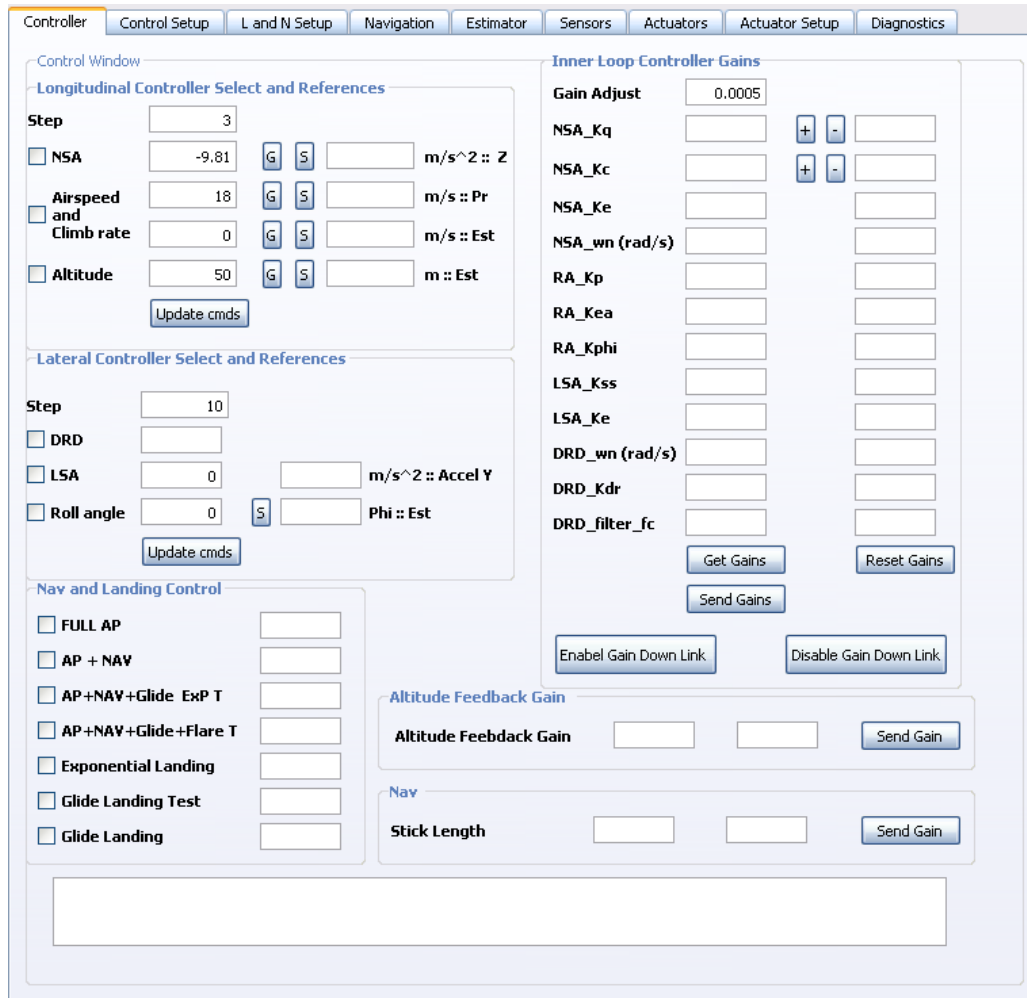 Controller Control Setup L and N Setup Navigation Estimator Sensors Actuators Actuator Setup Diagnostics
Control Window
Longitudinal Controller Select and References
Step 3
NSA -9.81 G S m/s^2 :: Z
Airspeed
and
Climb rate
18 G S m/s :: Pr
0 G S m/s :: Est
Altitude 50 G S m :: Est
Update cmds
Lateral Controller Select and References
Step 10
DRD
LSA 0 m/s^2 :: Accel Y
Roll angle 0 S Phi :: Est
Update cmds
Nav and Landing Control
FULL AP
AP + NAV
AP+NAV+Glide ExP T
AP+NAV+Glide+Flare T
Exponential Landing
Glide Landing Test
Glide Landing
Inner Loop Controller Gains
Gain Adjust 0.0005
NSA_Kq + -
NSA_Kc + -
NSA_Ke
NSA_wn (rad/s)
RA_Kp
RA_Kea
RA_Kphi
LSA_Kss
LSA_Ke
DRD_wn (rad/s)
DRD_Kdr
DRD_filter_fc
Get Gains Reset Gains
Send Gains
Enabel Gain Down Link Disable Gain Down Link
Altitude Feedback Gain
Altitude Feebdack Gain Send Gain
Nav
Stick Length Send Gain